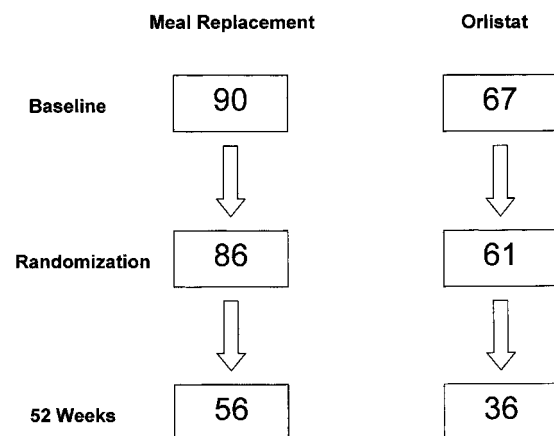 Meal Replacement Orlistat
Baseline 90 67
Randomization 86 61
52 Weeks 56 36